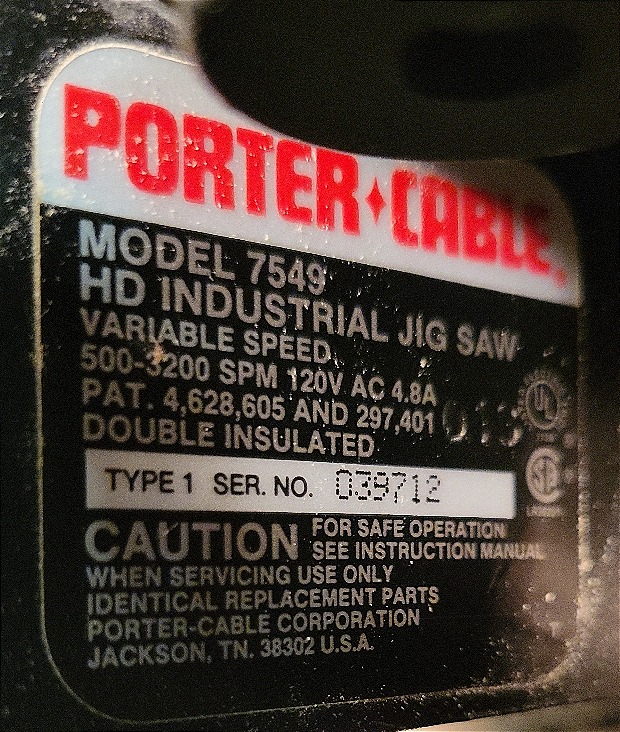 PORTER✦CABLE
MODEL 7549
HD INDUSTRIAL JIG SAW
VARIABLE SPEED
500-3200 SPM 120V AC 4.8A
PAT. 4,628,605 AND 297,401
DOUBLE INSULATED
UL
TYPE 1 SER. NO. 039712
CAUTION FOR SAFE OPERATION
SEE INSTRUCTION MANUAL
WHEN SERVICING USE ONLY
IDENTICAL REPLACEMENT PARTS
PORTER-CABLE CORPORATION
JACKSON, TN. 38302 U.S.A.